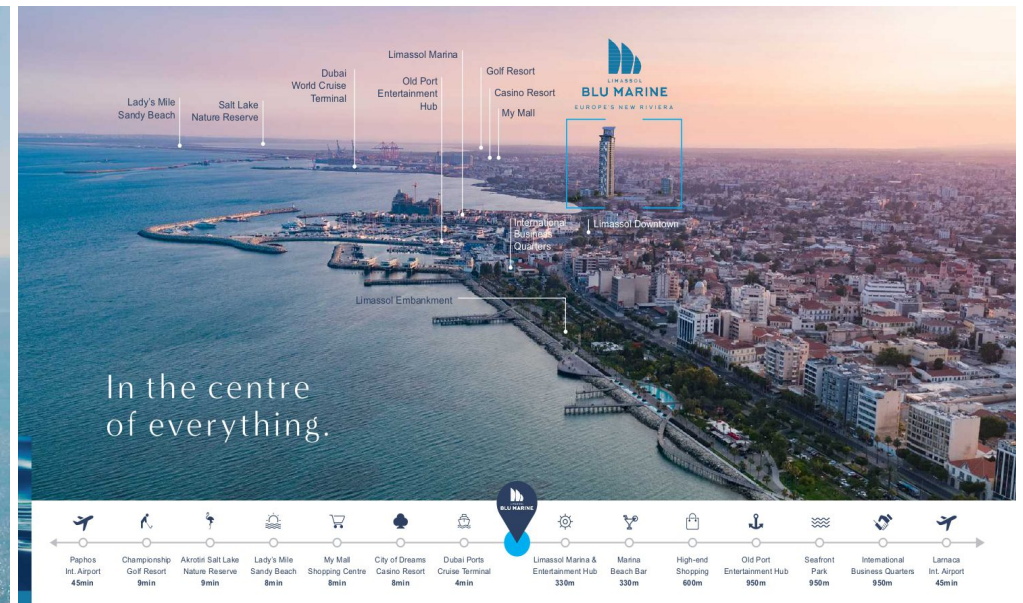 Limassol Marina
Dubai
World Cruise
Terminal
Old Port
Entertainment
Hub
Golf Resort
Casino Resort
My Mall
Lady's Mile
Sandy Beach
Salt Lake
Nature Reserve
LIMASSOL
BLU MARINE
EUROPE'S NEW RIVIERA
International
Business
Quarters
Limassol Downtown
Limassol Embankment
In the centre
of everything.
LIMASSOL
BLU MARINE
Paphos
Int. Airport
45min
Championship
Golf Resort
9min
Akrotiri Salt Lake
Nature Reserve
9min
Lady's Mile
Sandy Beach
8min
My Mall
Shopping Centre
8min
City of Dreams
Casino Resort
8min
Dubai Ports
Cruise Terminal
4min
Limassol Marina &
Entertainment Hub
330m
Marina
Beach Bar
330m
High-end
Shopping
600m
Old Port
Entertainment Hub
950m
Seafront
Park
950m
International
Business Quarters
950m
Larnaca
Int. Airport
45min